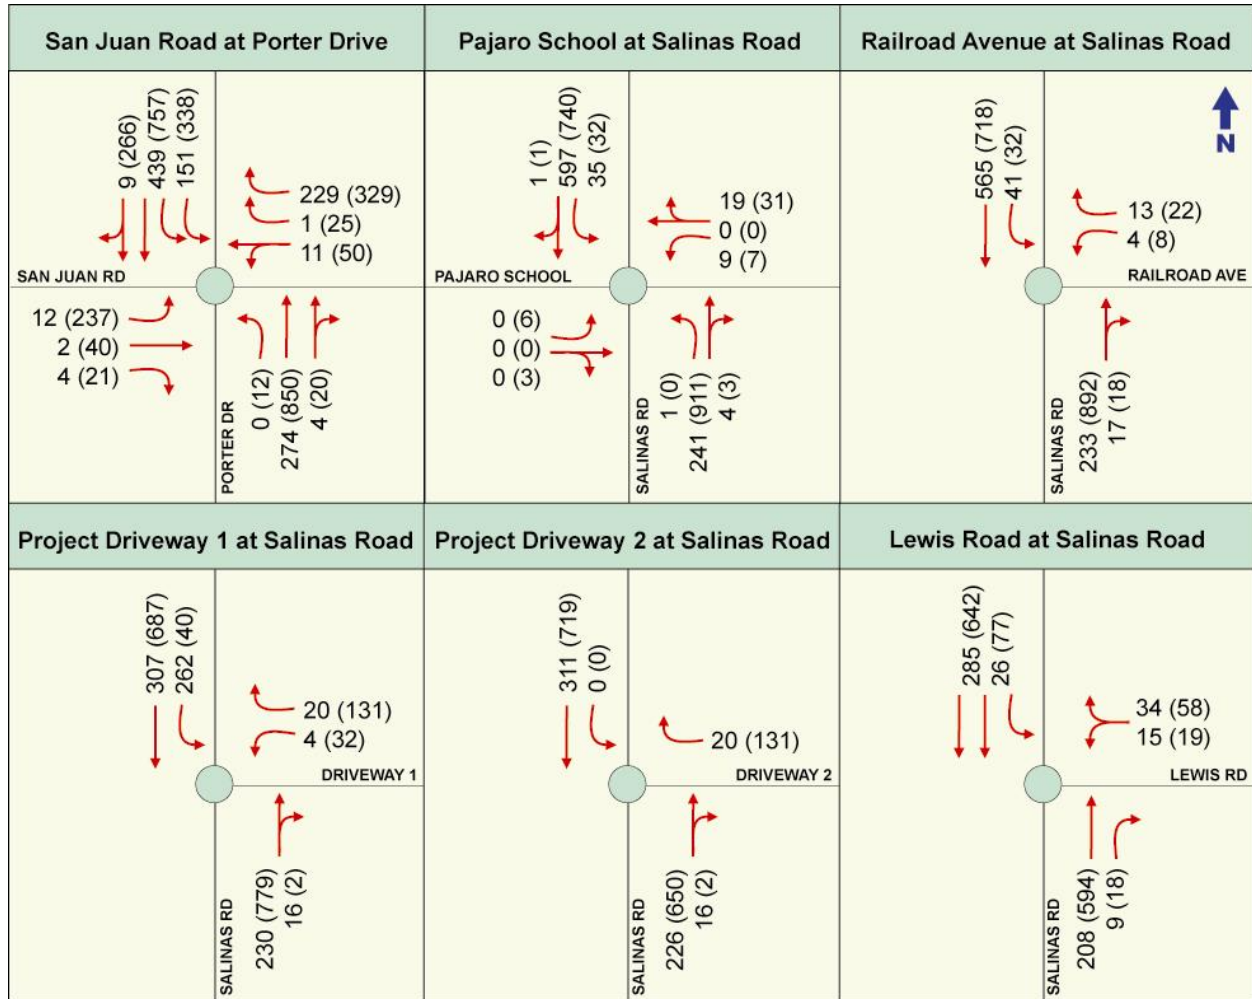 San Juan Road at Porter Drive
9 (266)
439 (757)
151 (338)
229 (329)
1 (25)
11 (50)
SAN JUAN RD
12 (237)
2 (40)
4 (21)
PORTER DR
0 (12)
274 (850)
4 (20)
Pajaro School at Salinas Road
1 (1)
597 (740)
35 (32)
19 (31)
0 (0)
9 (7)
PAJARO SCHOOL
0 (6)
0 (0)
0 (3)
SALINAS RD
1 (0)
241 (911)
4 (3)
Railroad Avenue at Salinas Road
N
565 (718)
41 (32)
13 (22)
4 (8)
RAILROAD AVE
SALINAS RD
233 (892)
17 (18)
Project Driveway 1 at Salinas Road
307 (687)
262 (40)
20 (131)
4 (32)
DRIVEWAY 1
SALINAS RD
230 (779)
16 (2)
Project Driveway 2 at Salinas Road
311 (719)
0 (0)
20 (131)
DRIVEWAY 2
SALINAS RD
226 (650)
16 (2)
Lewis Road at Salinas Road
285 (642)
26 (77)
34 (58)
15 (19)
LEWIS RD
SALINAS RD
208 (594)
9 (18)